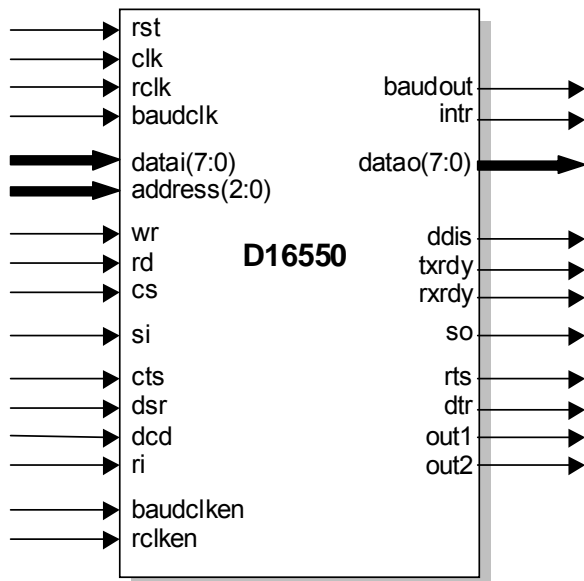 rst
clk
rclk
baudclk
datai(7:0)
address(2:0)
wr
rd
cs
si
cts
dsr
dcd
ri
baudclken
rclken
D16550
baudout
intr
datao(7:0)
ddis
txrdy
rxrdy
so
rts
dtr
out1
out2